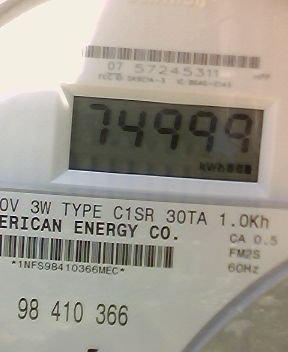 07 57245311
74999
kWh
0V 3W TYPE C1SR 30TA 1.0Kh
ERICAN ENERGY CO.
CA 0.5
FM2S
*1NFS98410366MEC*
60Hz
98 410 366